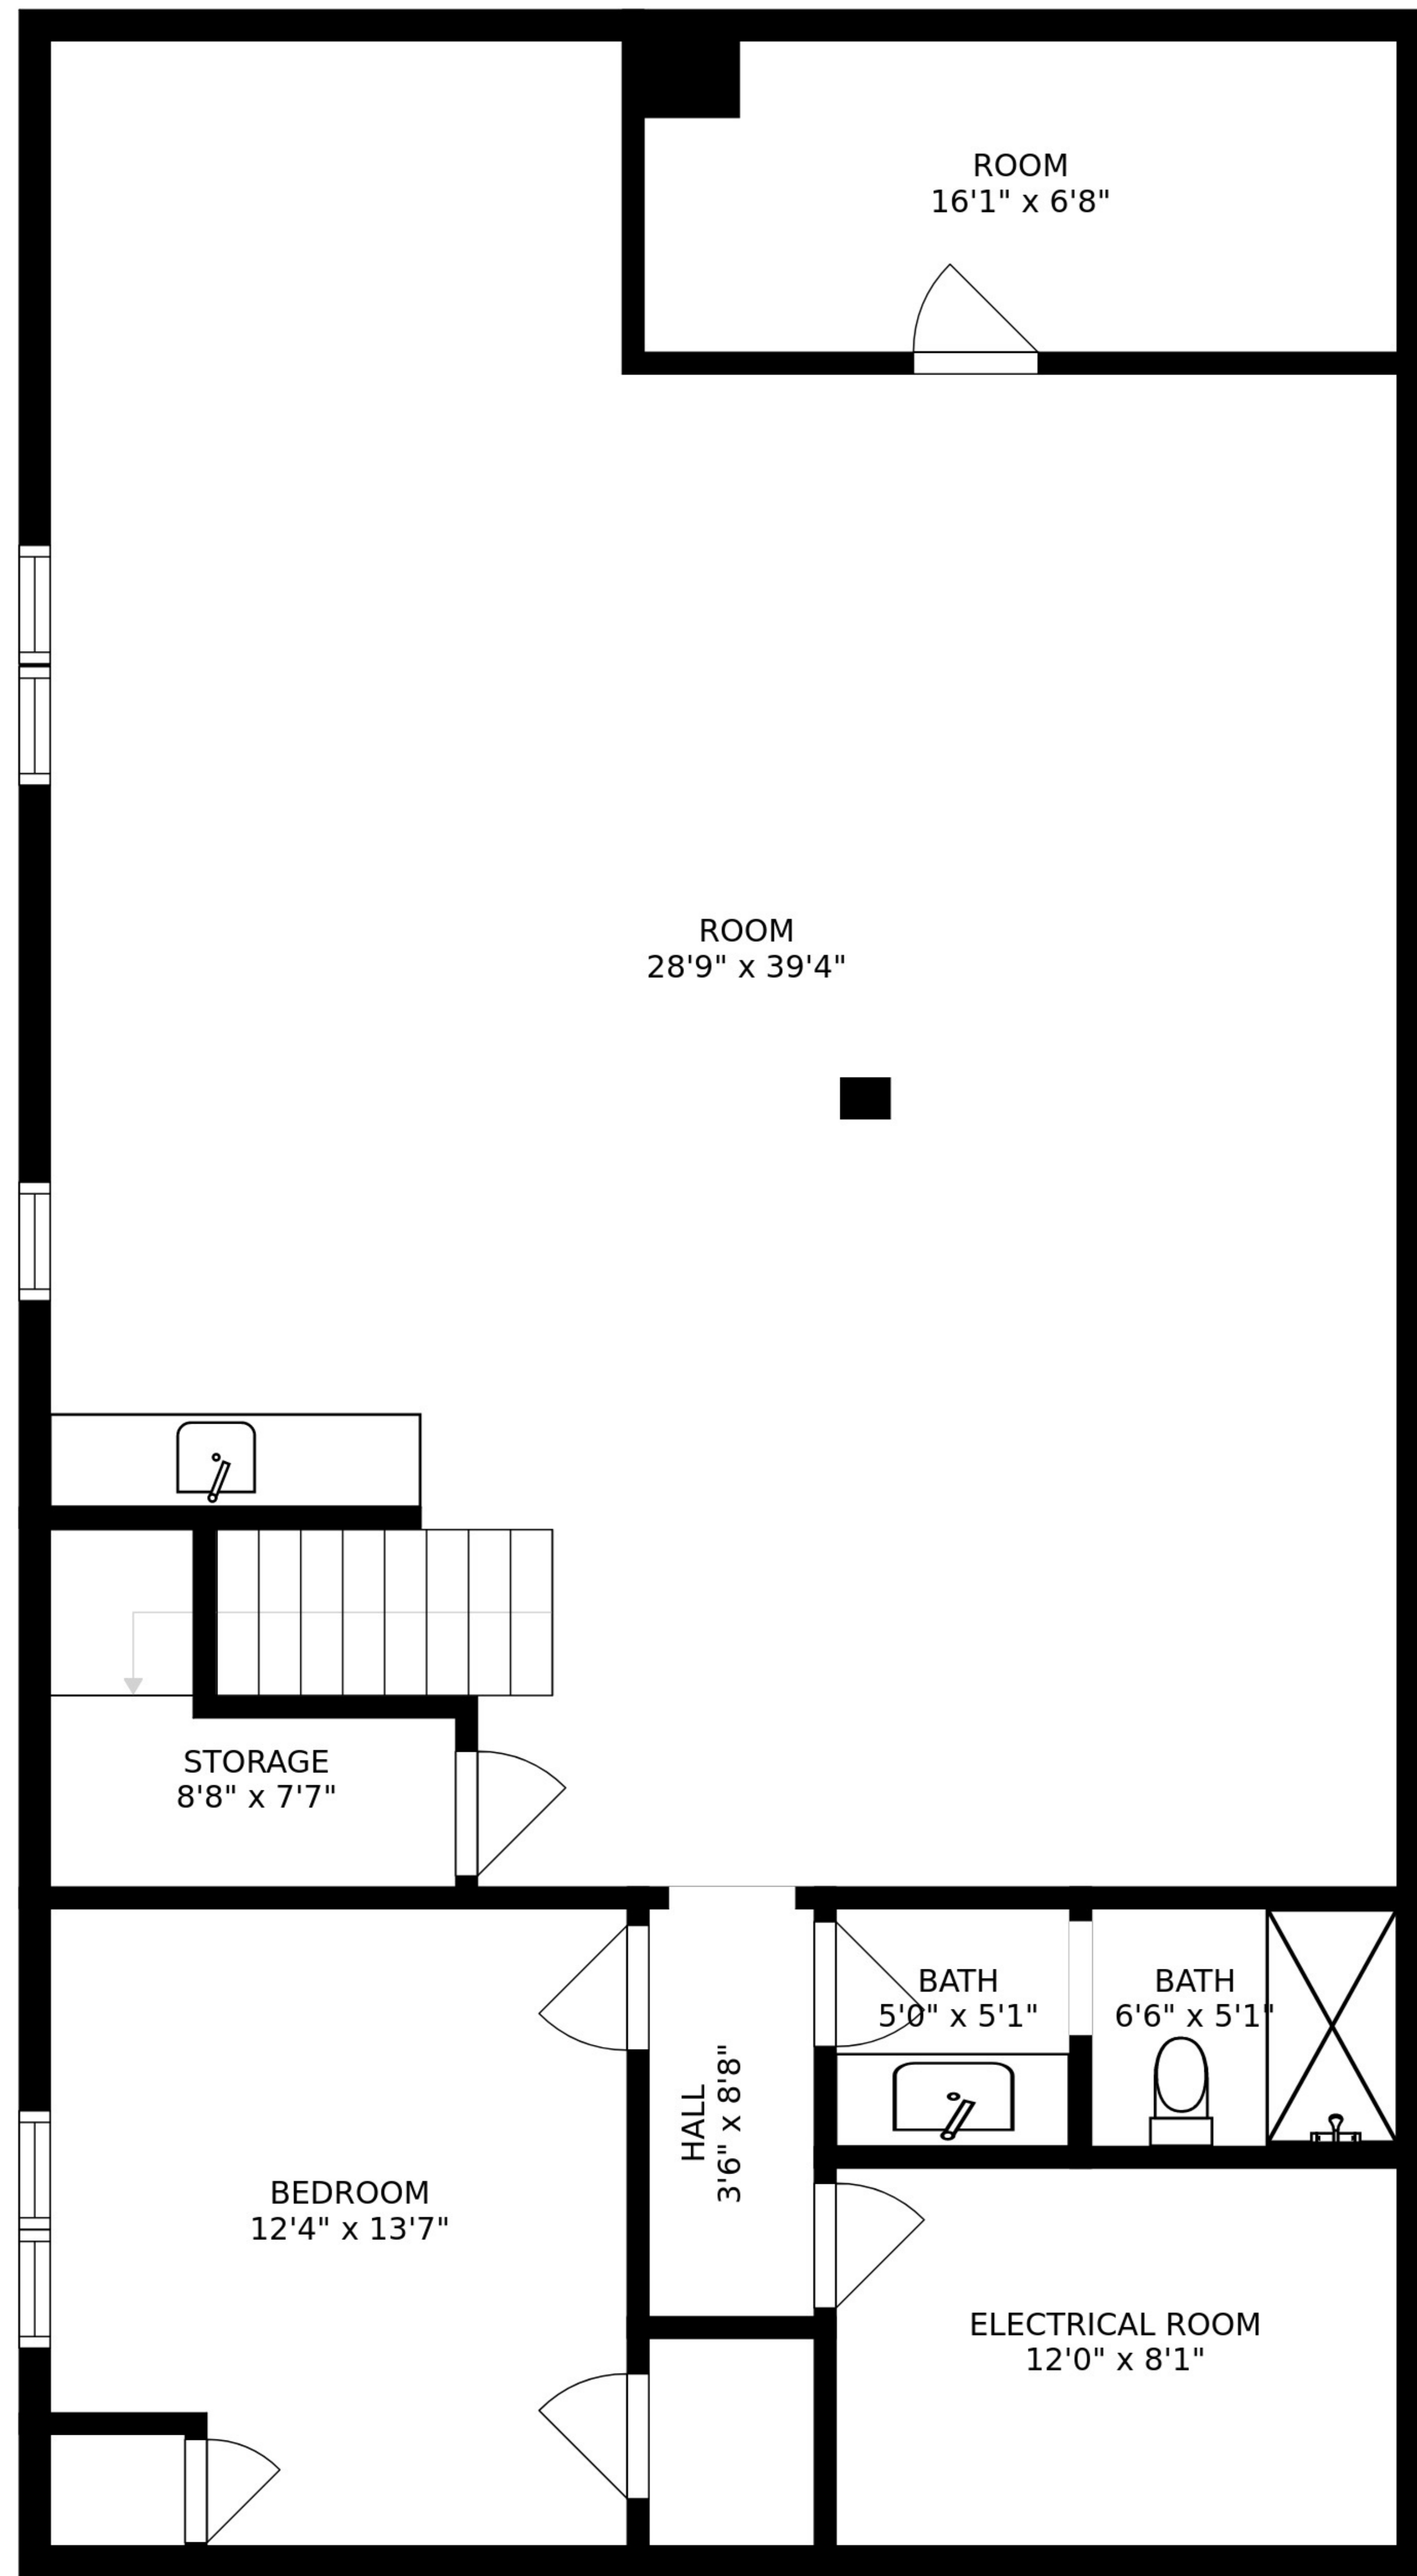 ROOM
16'1" x 6'8"
ROOM
28'9" x 39'4"
STORAGE
8'8" x 7'7"
BATH
5'0" x 5'1"
BATH
6'6" x 5'1"
HALL
3'6" x 8'8"
BEDROOM
12'4" x 13'7"
ELECTRICAL ROOM
12'0" x 8'1"